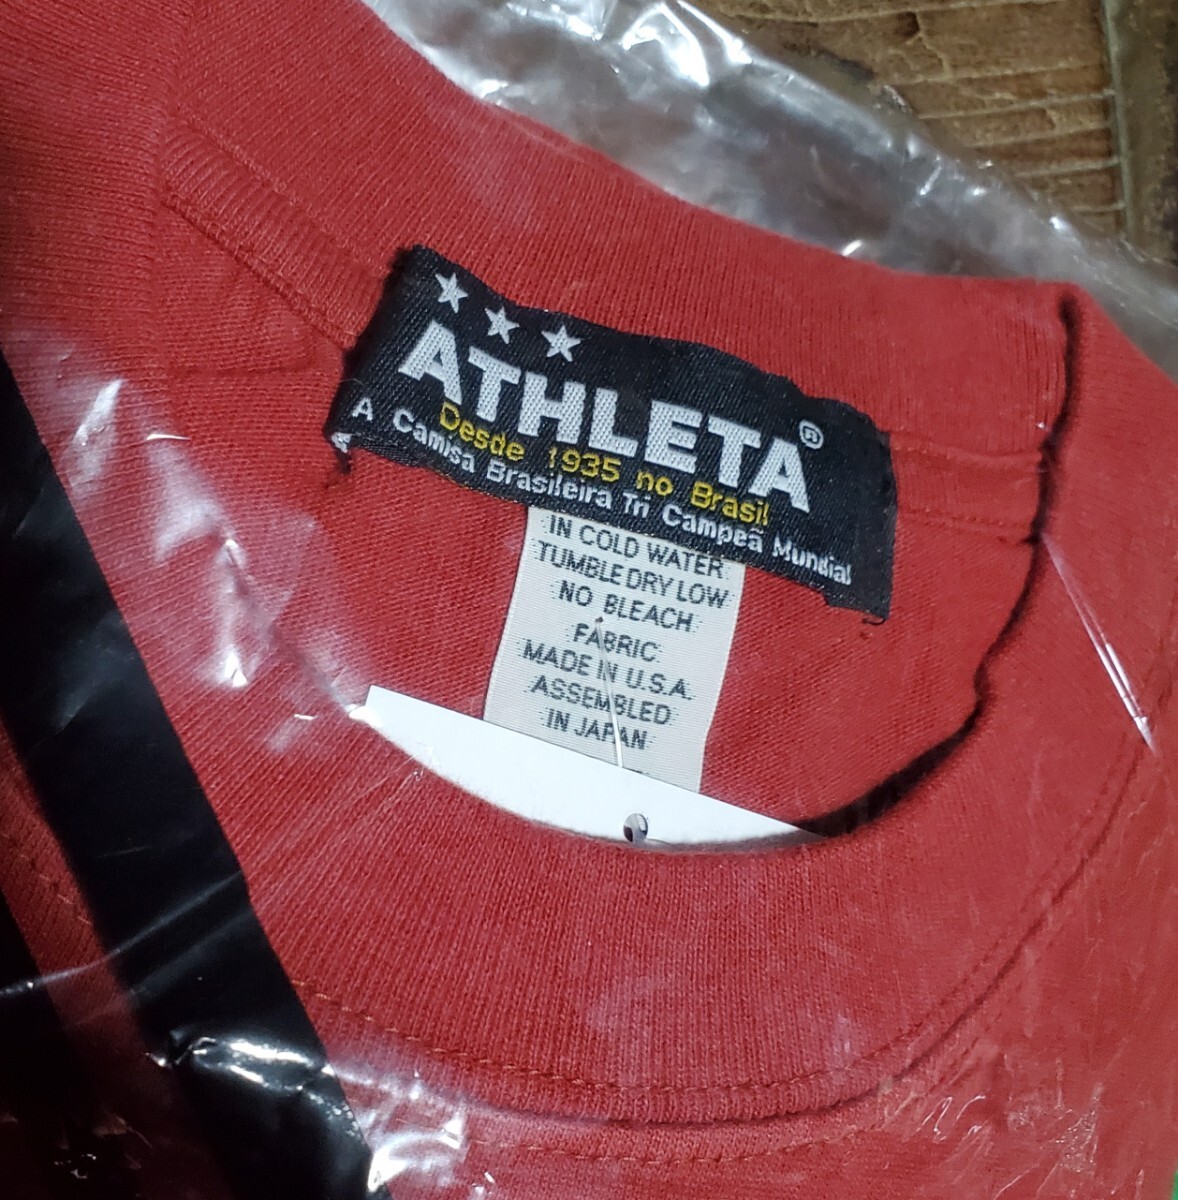 ATHLETA®
Desde 1935 no Brasil
A Camisa Brasileira Tri Campeã Mundial
IN COLD WATER
TUMBLE DRY LOW
NO BLEACH
FABRIC
MADE IN U.S.A.
ASSEMBLED
IN JAPAN